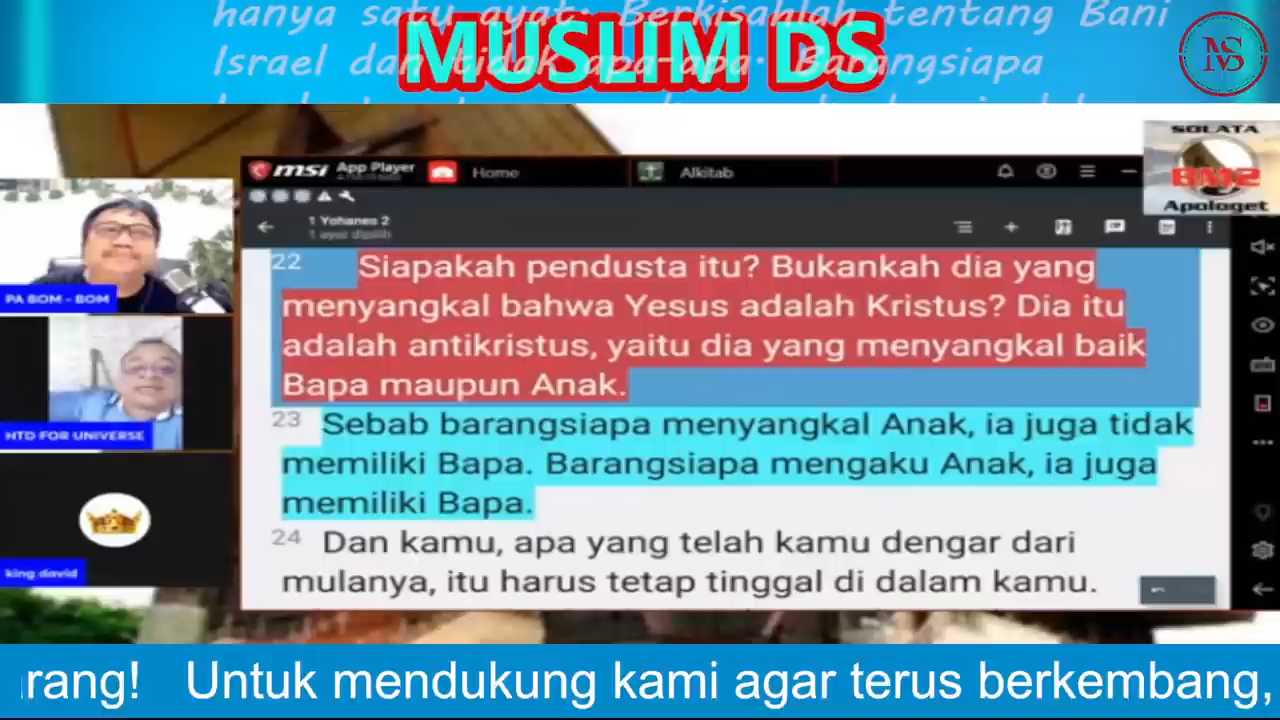 hanya satu ayat. Berkisahlah tentang Bani
Israel dan tidak apa-apa. Barangsiapa
MUSLIM DS
MS
SOLATA
BM2
Apologet
msi App Player
Home
Alkitab
1 Yohanes 2
1 ayat dipilih
22 Siapakah pendusta itu? Bukankah dia yang
menyangkal bahwa Yesus adalah Kristus? Dia itu
adalah antikristus, yaitu dia yang menyangkal baik
Bapa maupun Anak.
23 Sebab barangsiapa menyangkal Anak, ia juga tidak
memiliki Bapa. Barangsiapa mengaku Anak, ia juga
memiliki Bapa.
24 Dan kamu, apa yang telah kamu dengar dari
mulanya, itu harus tetap tinggal di dalam kamu.
PA BOM - BOM
NTD FOR UNIVERSE
king david
rang! Untuk mendukung kami agar terus berkembang,